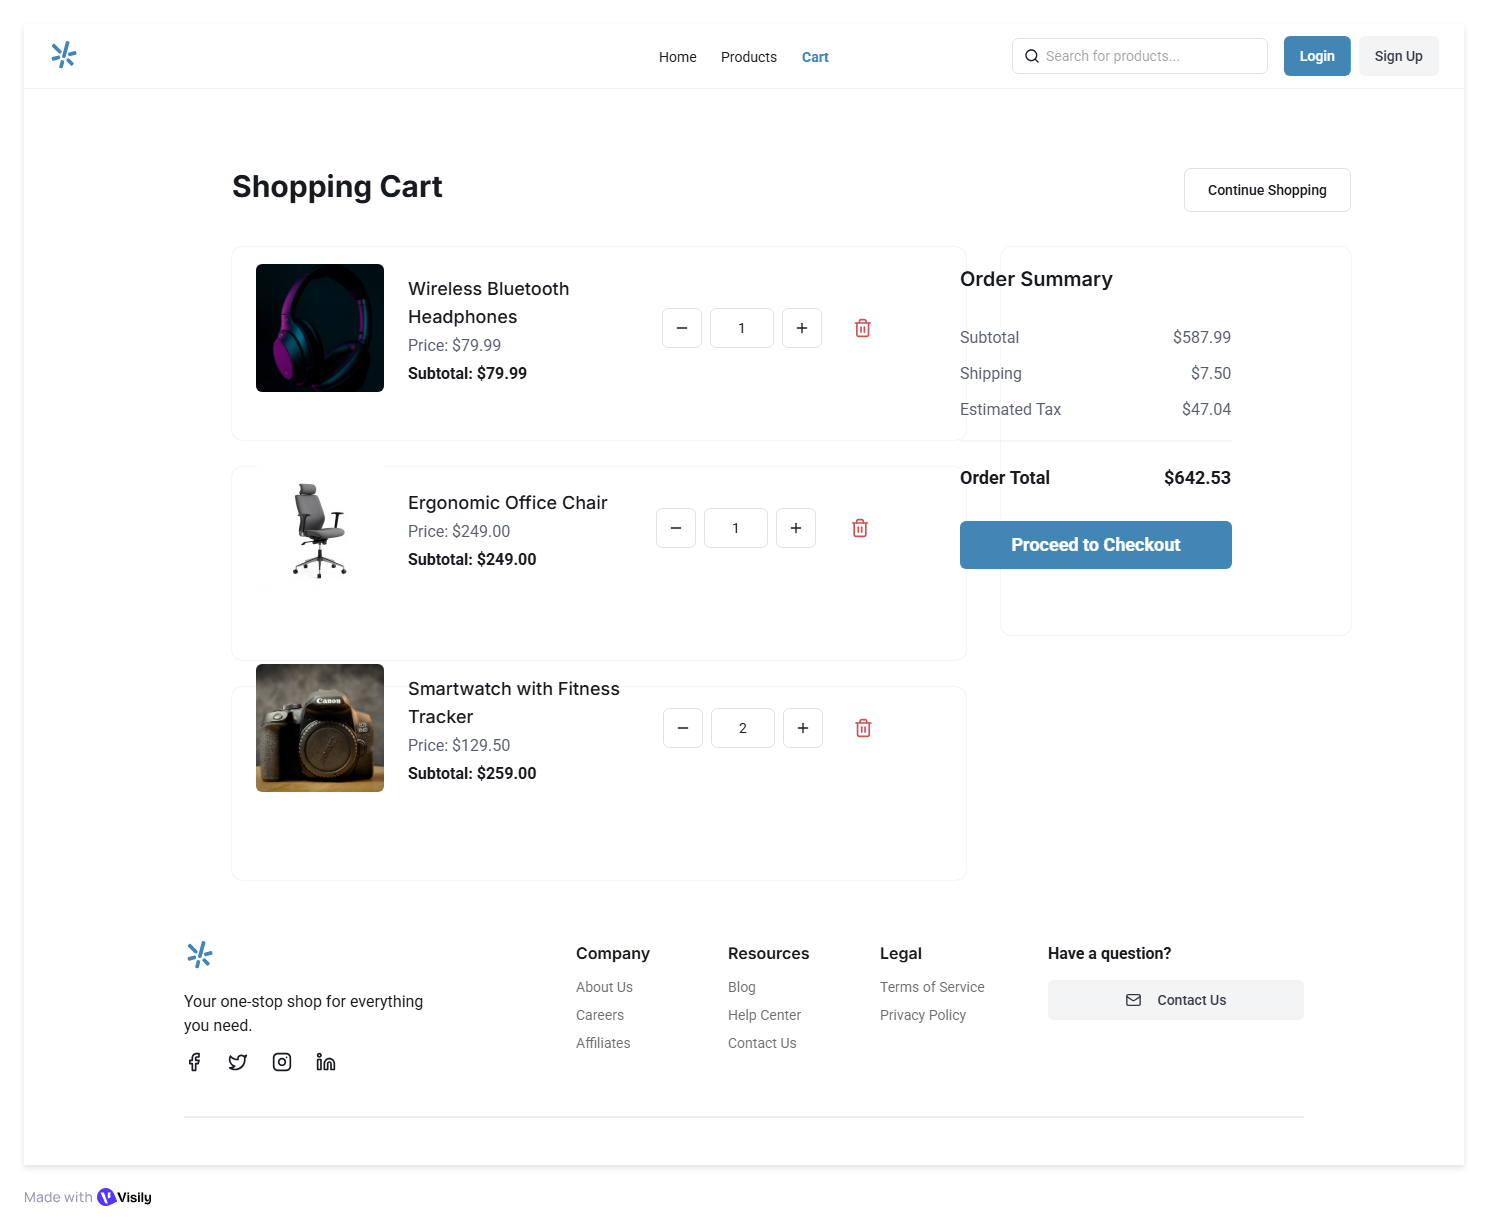 Home Products Cart
Search for products...
Login
Sign Up
Shopping Cart
Continue Shopping
Wireless Bluetooth
Headphones
Price: $79.99
Subtotal: $79.99
1
Ergonomic Office Chair
Price: $249.00
Subtotal: $249.00
1
Canon
Smartwatch with Fitness
Tracker
Price: $129.50
Subtotal: $259.00
2
Order Summary
Subtotal $587.99
Shipping $7.50
Estimated Tax $47.04
Order Total $642.53
Proceed to Checkout
Your one-stop shop for everything
you need.
Company
About Us
Careers
Affiliates
Resources
Blog
Help Center
Contact Us
Legal
Terms of Service
Privacy Policy
Have a question?
Contact Us
Made with Visily